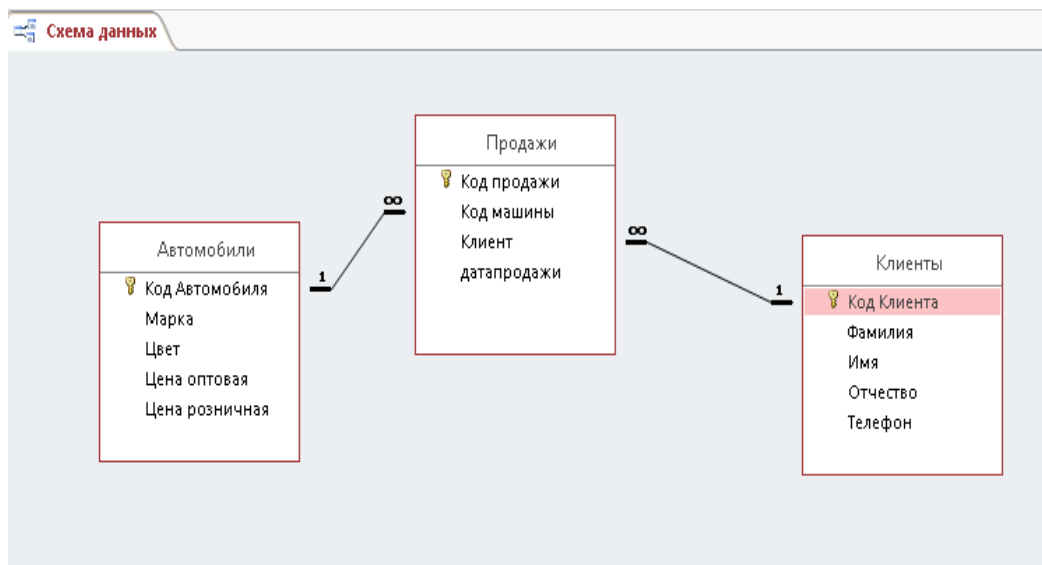 Схема данных
Продажи
Код продажи
Код машины
Клиент
датапродажи
∞
∞
Автомобили
Код Автомобиля
Марка
Цвет
Цена оптовая
Цена розничная
1
1
Клиенты
Код Клиента
Фамилия
Имя
Отчество
Телефон